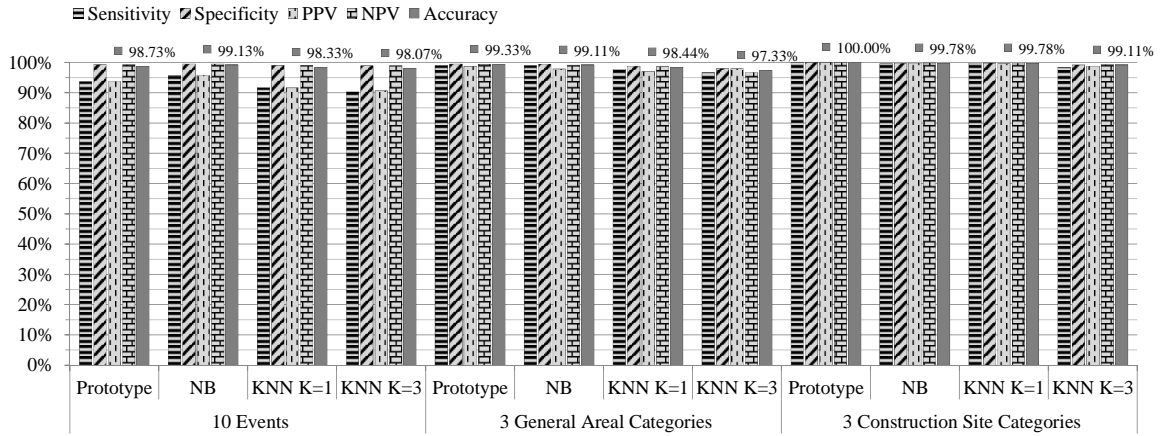 Sensitivity Specificity PPV NPV Accuracy
98.73% 99.13% 98.33% 98.07% 99.33% 99.11% 98.44% 97.33% 100.00% 99.78% 99.78% 99.11%
100%
90%
80%
70%
60%
50%
40%
30%
20%
10%
0%
Prototype NB KNN K=1 KNN K=3 Prototype NB KNN K=1 KNN K=3 Prototype NB KNN K=1 KNN K=3
10 Events 3 General Areal Categories 3 Construction Site Categories